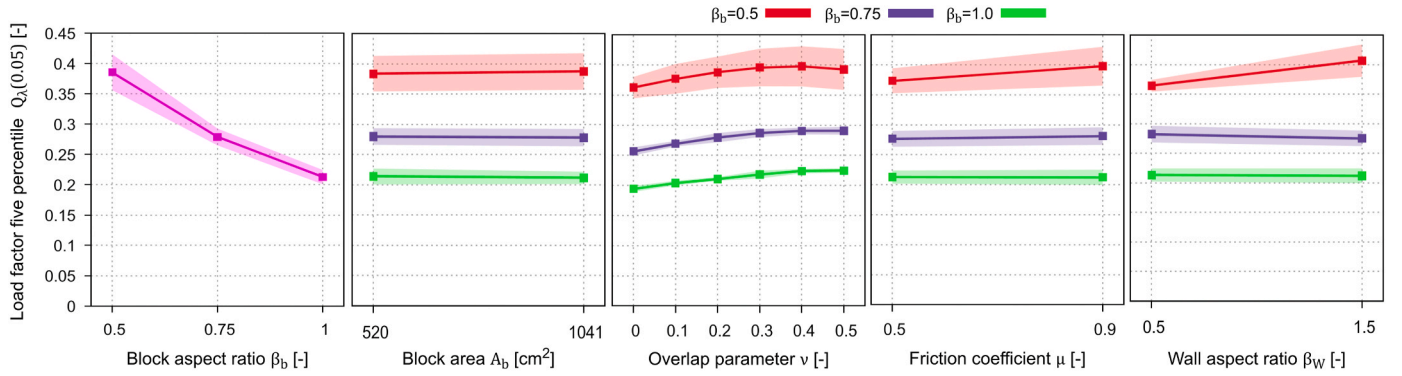 β_b=0.5 β_b=0.75 β_b=1.0
Load factor five percentile Q_λ(0.05) [-]
0.45
0.4
0.35
0.3
0.25
0.2
0.15
0.1
0.05
0
0.5 0.75 1
Block aspect ratio β_b [-]
520 1041
Block area A_b [cm²]
0 0.1 0.2 0.3 0.4 0.5
Overlap parameter ν [-]
0.5 0.9
Friction coefficient μ [-]
0.5 1.5
Wall aspect ratio β_W [-]